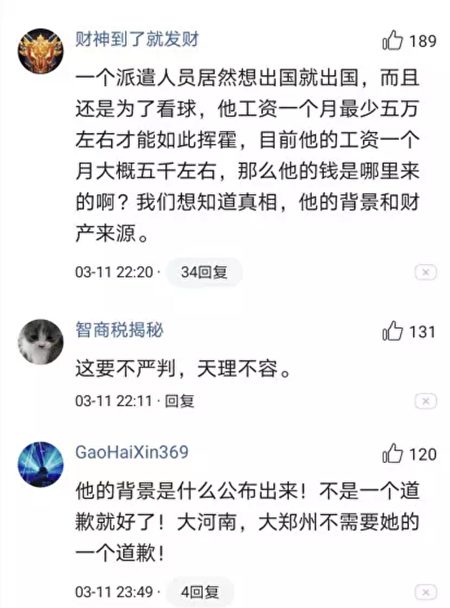 财神到了就发财
189
一个派遣人员居然想出国就出国，而且
还是为了看球，他工资一个月最少五万
左右才能如此挥霍，目前他的工资一个
月大概五千左右，那么他的钱是哪里来
的啊？我们想知道真相，他的背景和财
产来源。
03-11 22:20 · 34回复
智商税揭秘
131
这要不严判，天理不容。
03-11 22:11 · 回复
GaoHaiXin369
120
他的背景是什么公布出来！不是一个道
歉就好了！大河南，大郑州不需要她的
一个道歉！
03-11 23:49 · 4回复